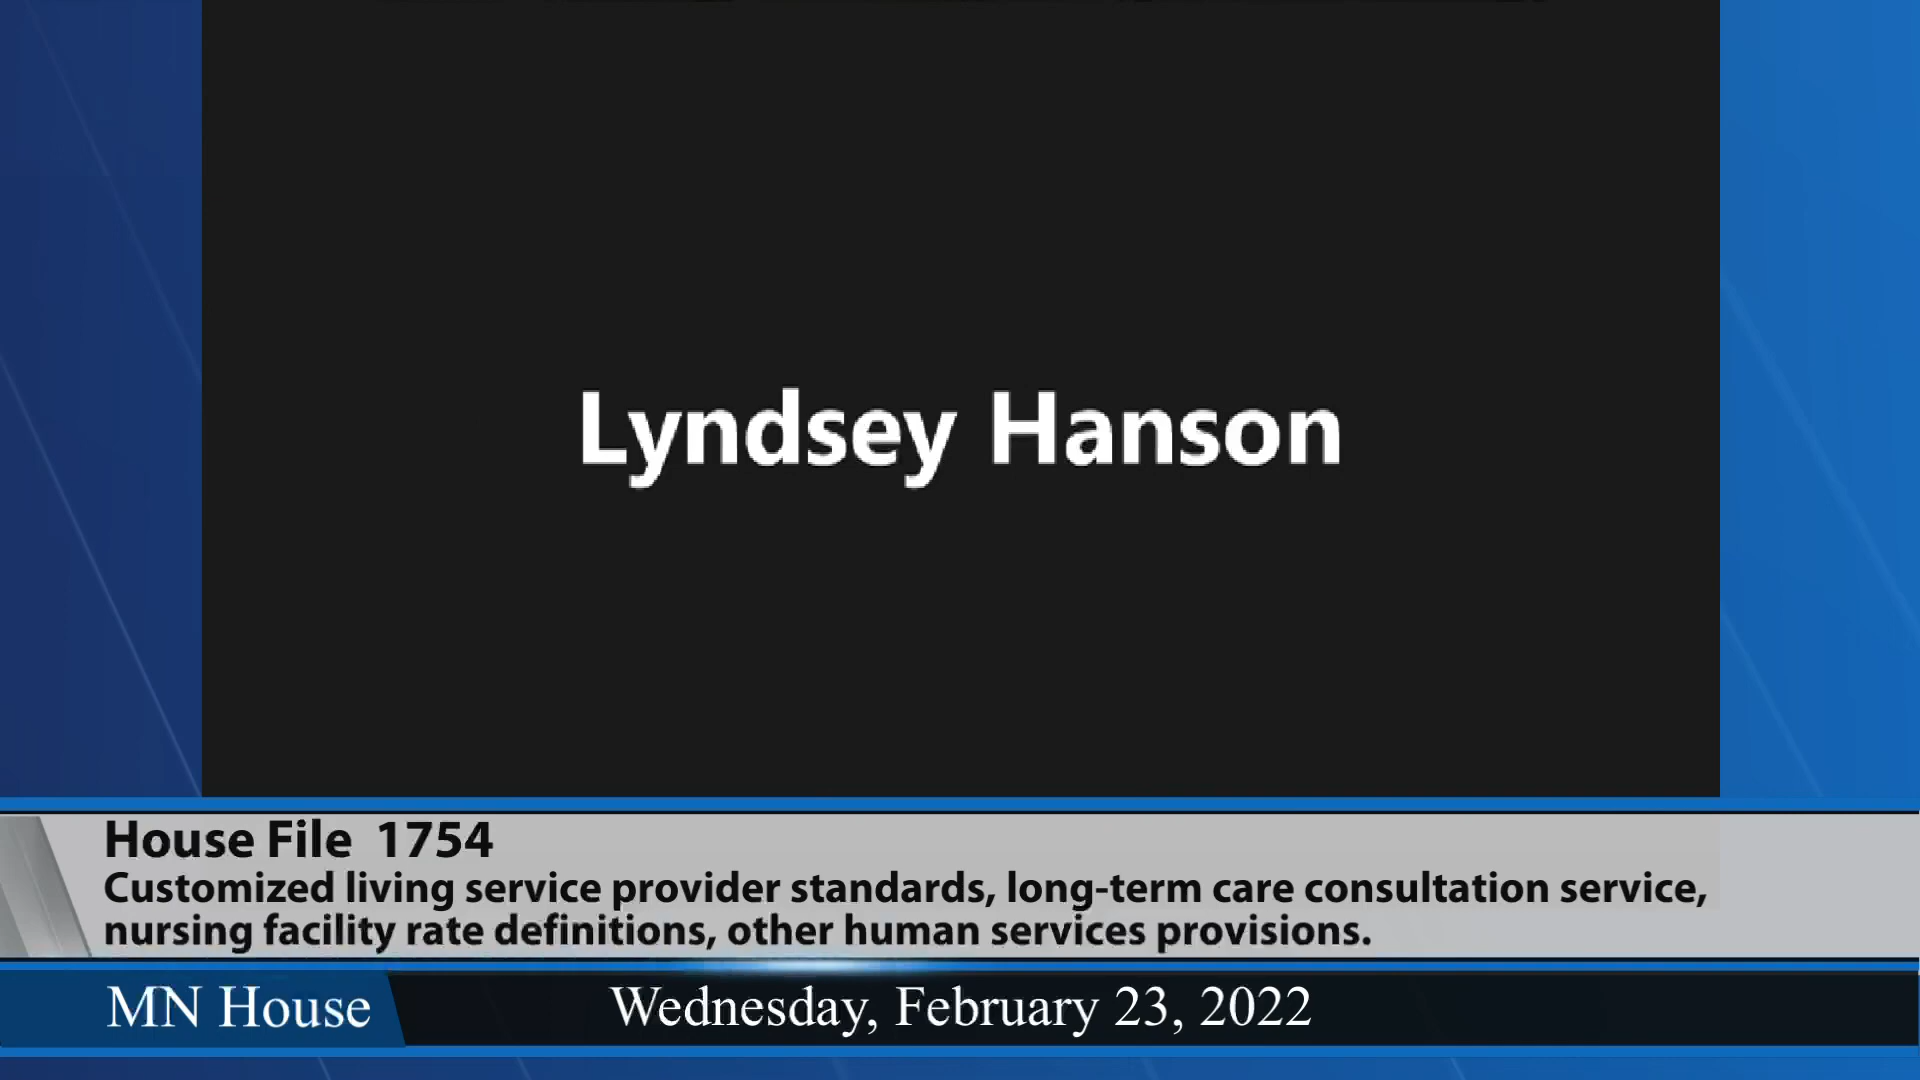 Lyndsey Hanson
House File 1754
Customized living service provider standards, long-term care consultation service,
nursing facility rate definitions, other human services provisions.
MN House
Wednesday, February 23, 2022